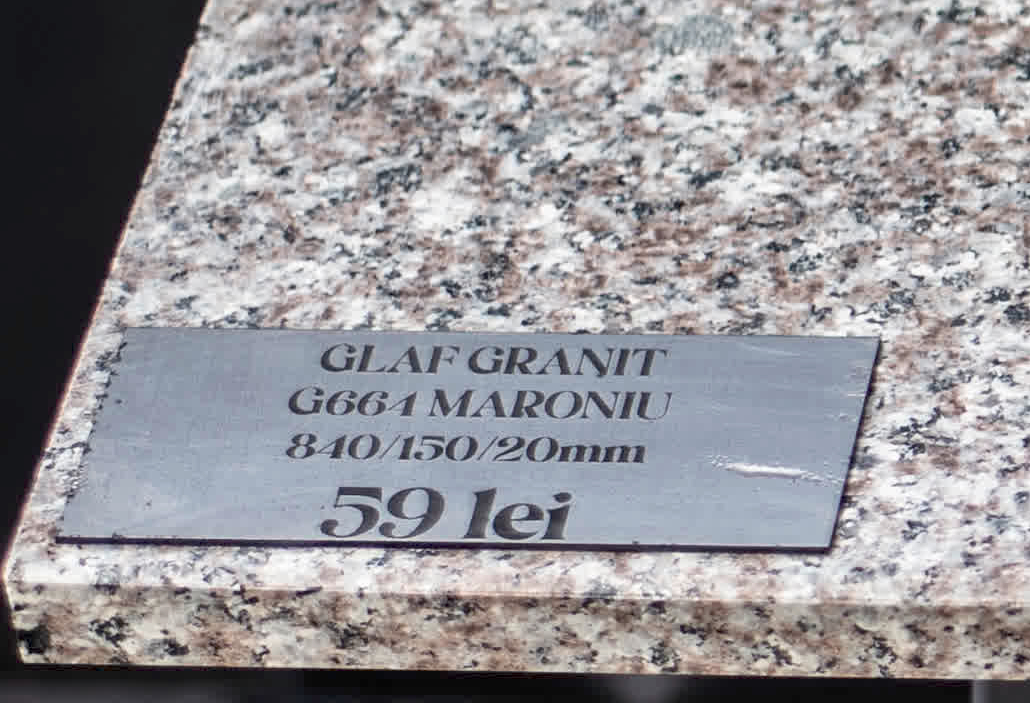 GLAF GRANIT
G664 MARONIU
840/150/20mm
59 lei